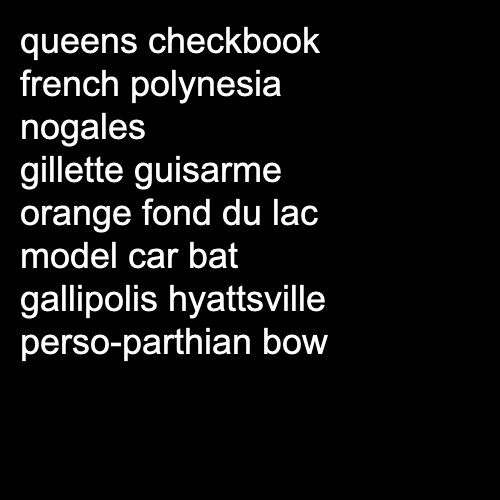 queens checkbook
french polynesia
nogales
gillette guisarme
orange fond du lac
model car bat
gallipolis hyattsville
perso-parthian bow